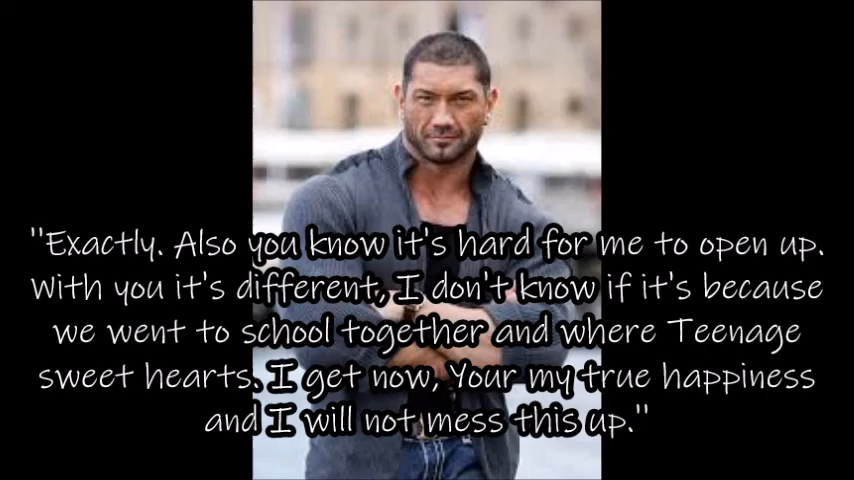 "Exactly. Also you know it's hard for me to open up.
With you it's different, I don't know if it's because
we went to school together and where Teenage
sweet hearts. I get now, Your my true happiness
and I will not mess this up."